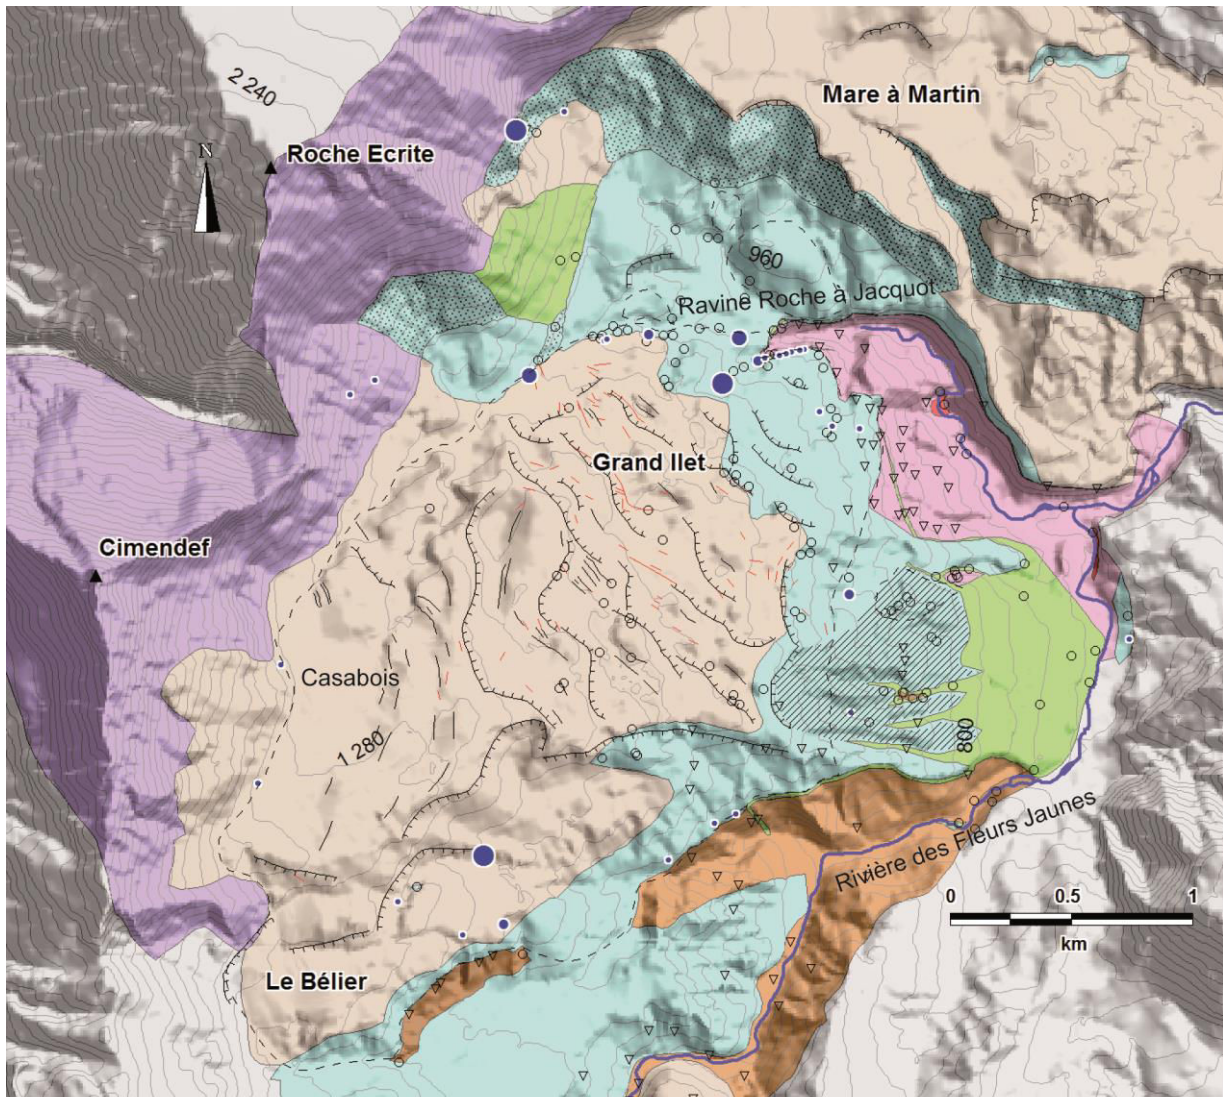 Mare à Martin
2 240
N
Roche Ecrite
960
Ravine Roche à Jacquot
Grand Ilet
Cimendef
Casabois
1 280
800
Rivière des Fleurs Jaunes
0 0.5 1
km
Le Bélier